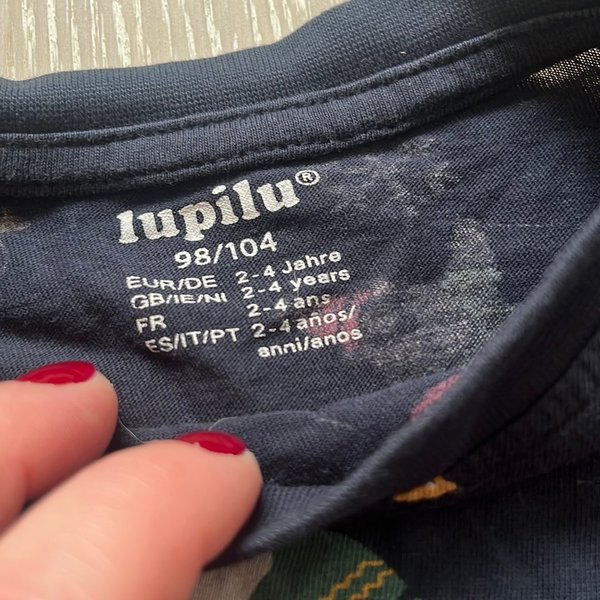 lupilu®
98/104
EUR/DE 2-4 Jahre
GB/IE/NI 2-4 years
FR 2-4 ans
ES/IT/PT 2-4 años/
anni/anos